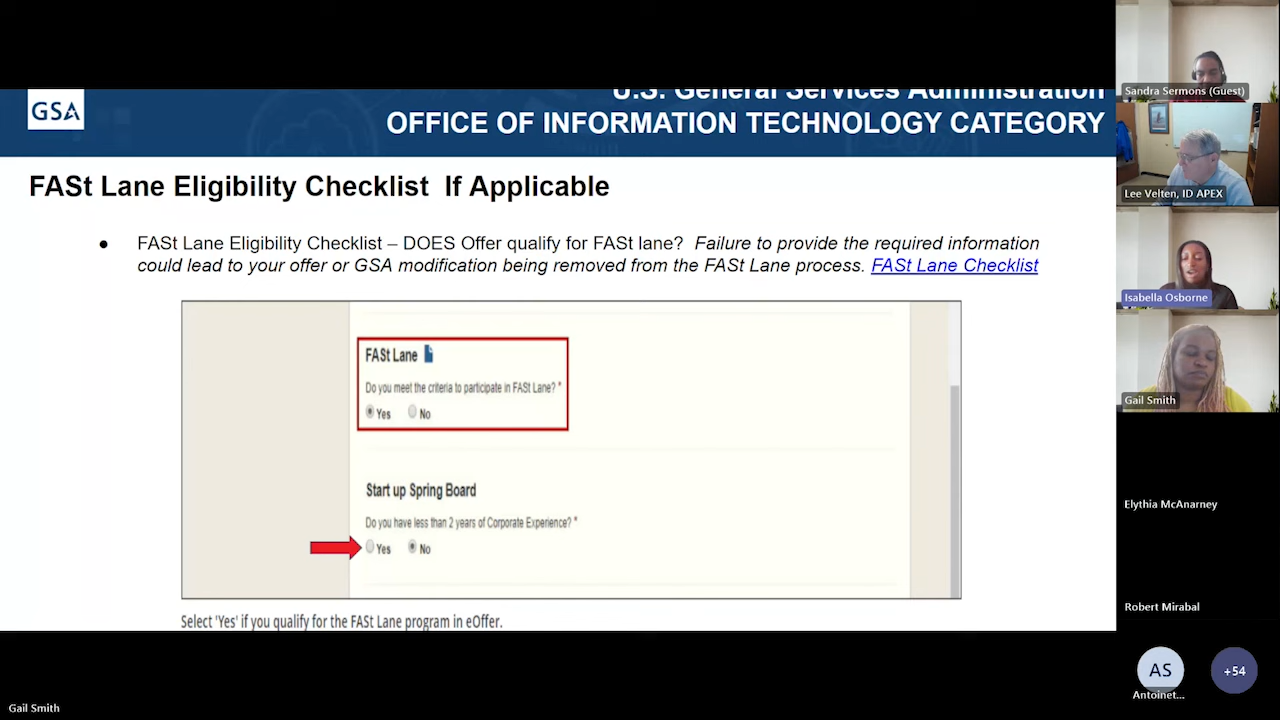 GSA
U.S. General Services Administration
OFFICE OF INFORMATION TECHNOLOGY CATEGORY
FASt Lane Eligibility Checklist  If Applicable
● FASt Lane Eligibility Checklist – DOES Offer qualify for FASt lane?  Failure to provide the required information
could lead to your offer or GSA modification being removed from the FASt Lane process. FASt Lane Checklist
FASt Lane
Do you meet the criteria to participate in FASt Lane? *
Yes No
Start up Spring Board
Do you have less than 2 years of Corporate Experience? *
Yes No
Select 'Yes' if you qualify for the FASt Lane program in eOffer.
Sandra Sermons (Guest)
Lee Velten, ID APEX
Isabella Osborne
Gail Smith
Elythia McAnarney
Robert Mirabal
AS +54
Antoinet...
Gail Smith